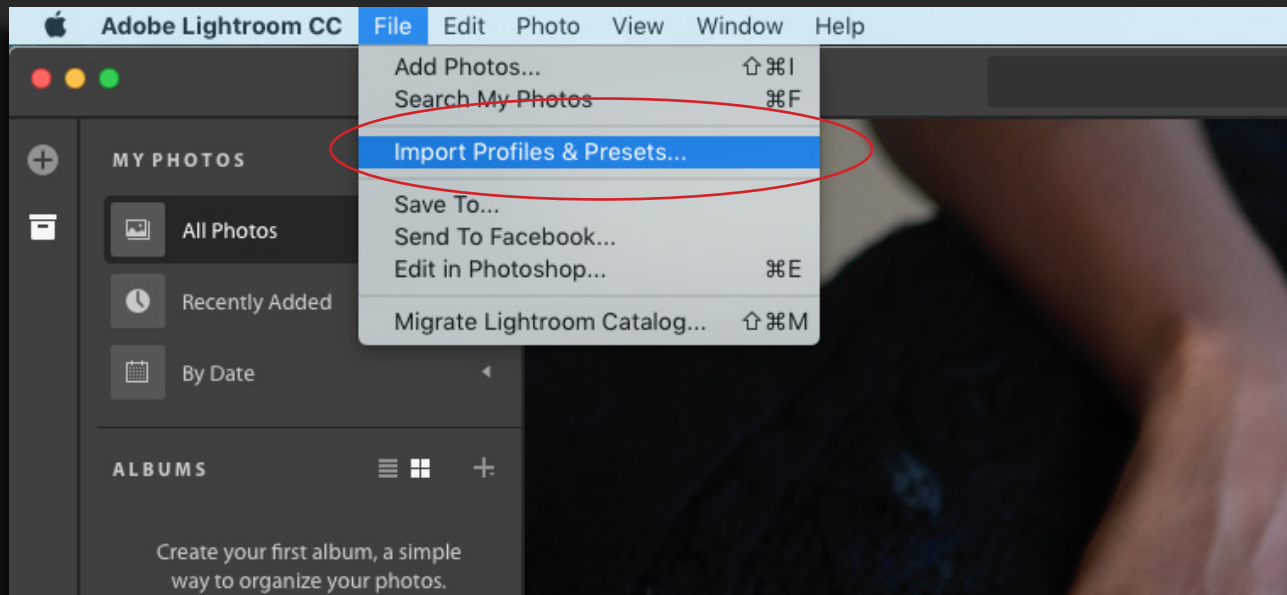 Adobe Lightroom CC File Edit Photo View Window Help
Add Photos... ⇧⌘I
Search My Photos ⌘F
Import Profiles & Presets...
Save To...
Send To Facebook...
Edit in Photoshop... ⌘E
Migrate Lightroom Catalog... ⇧⌘M
MY PHOTOS
All Photos
Recently Added
By Date
ALBUMS
Create your first album, a simple
way to organize your photos.